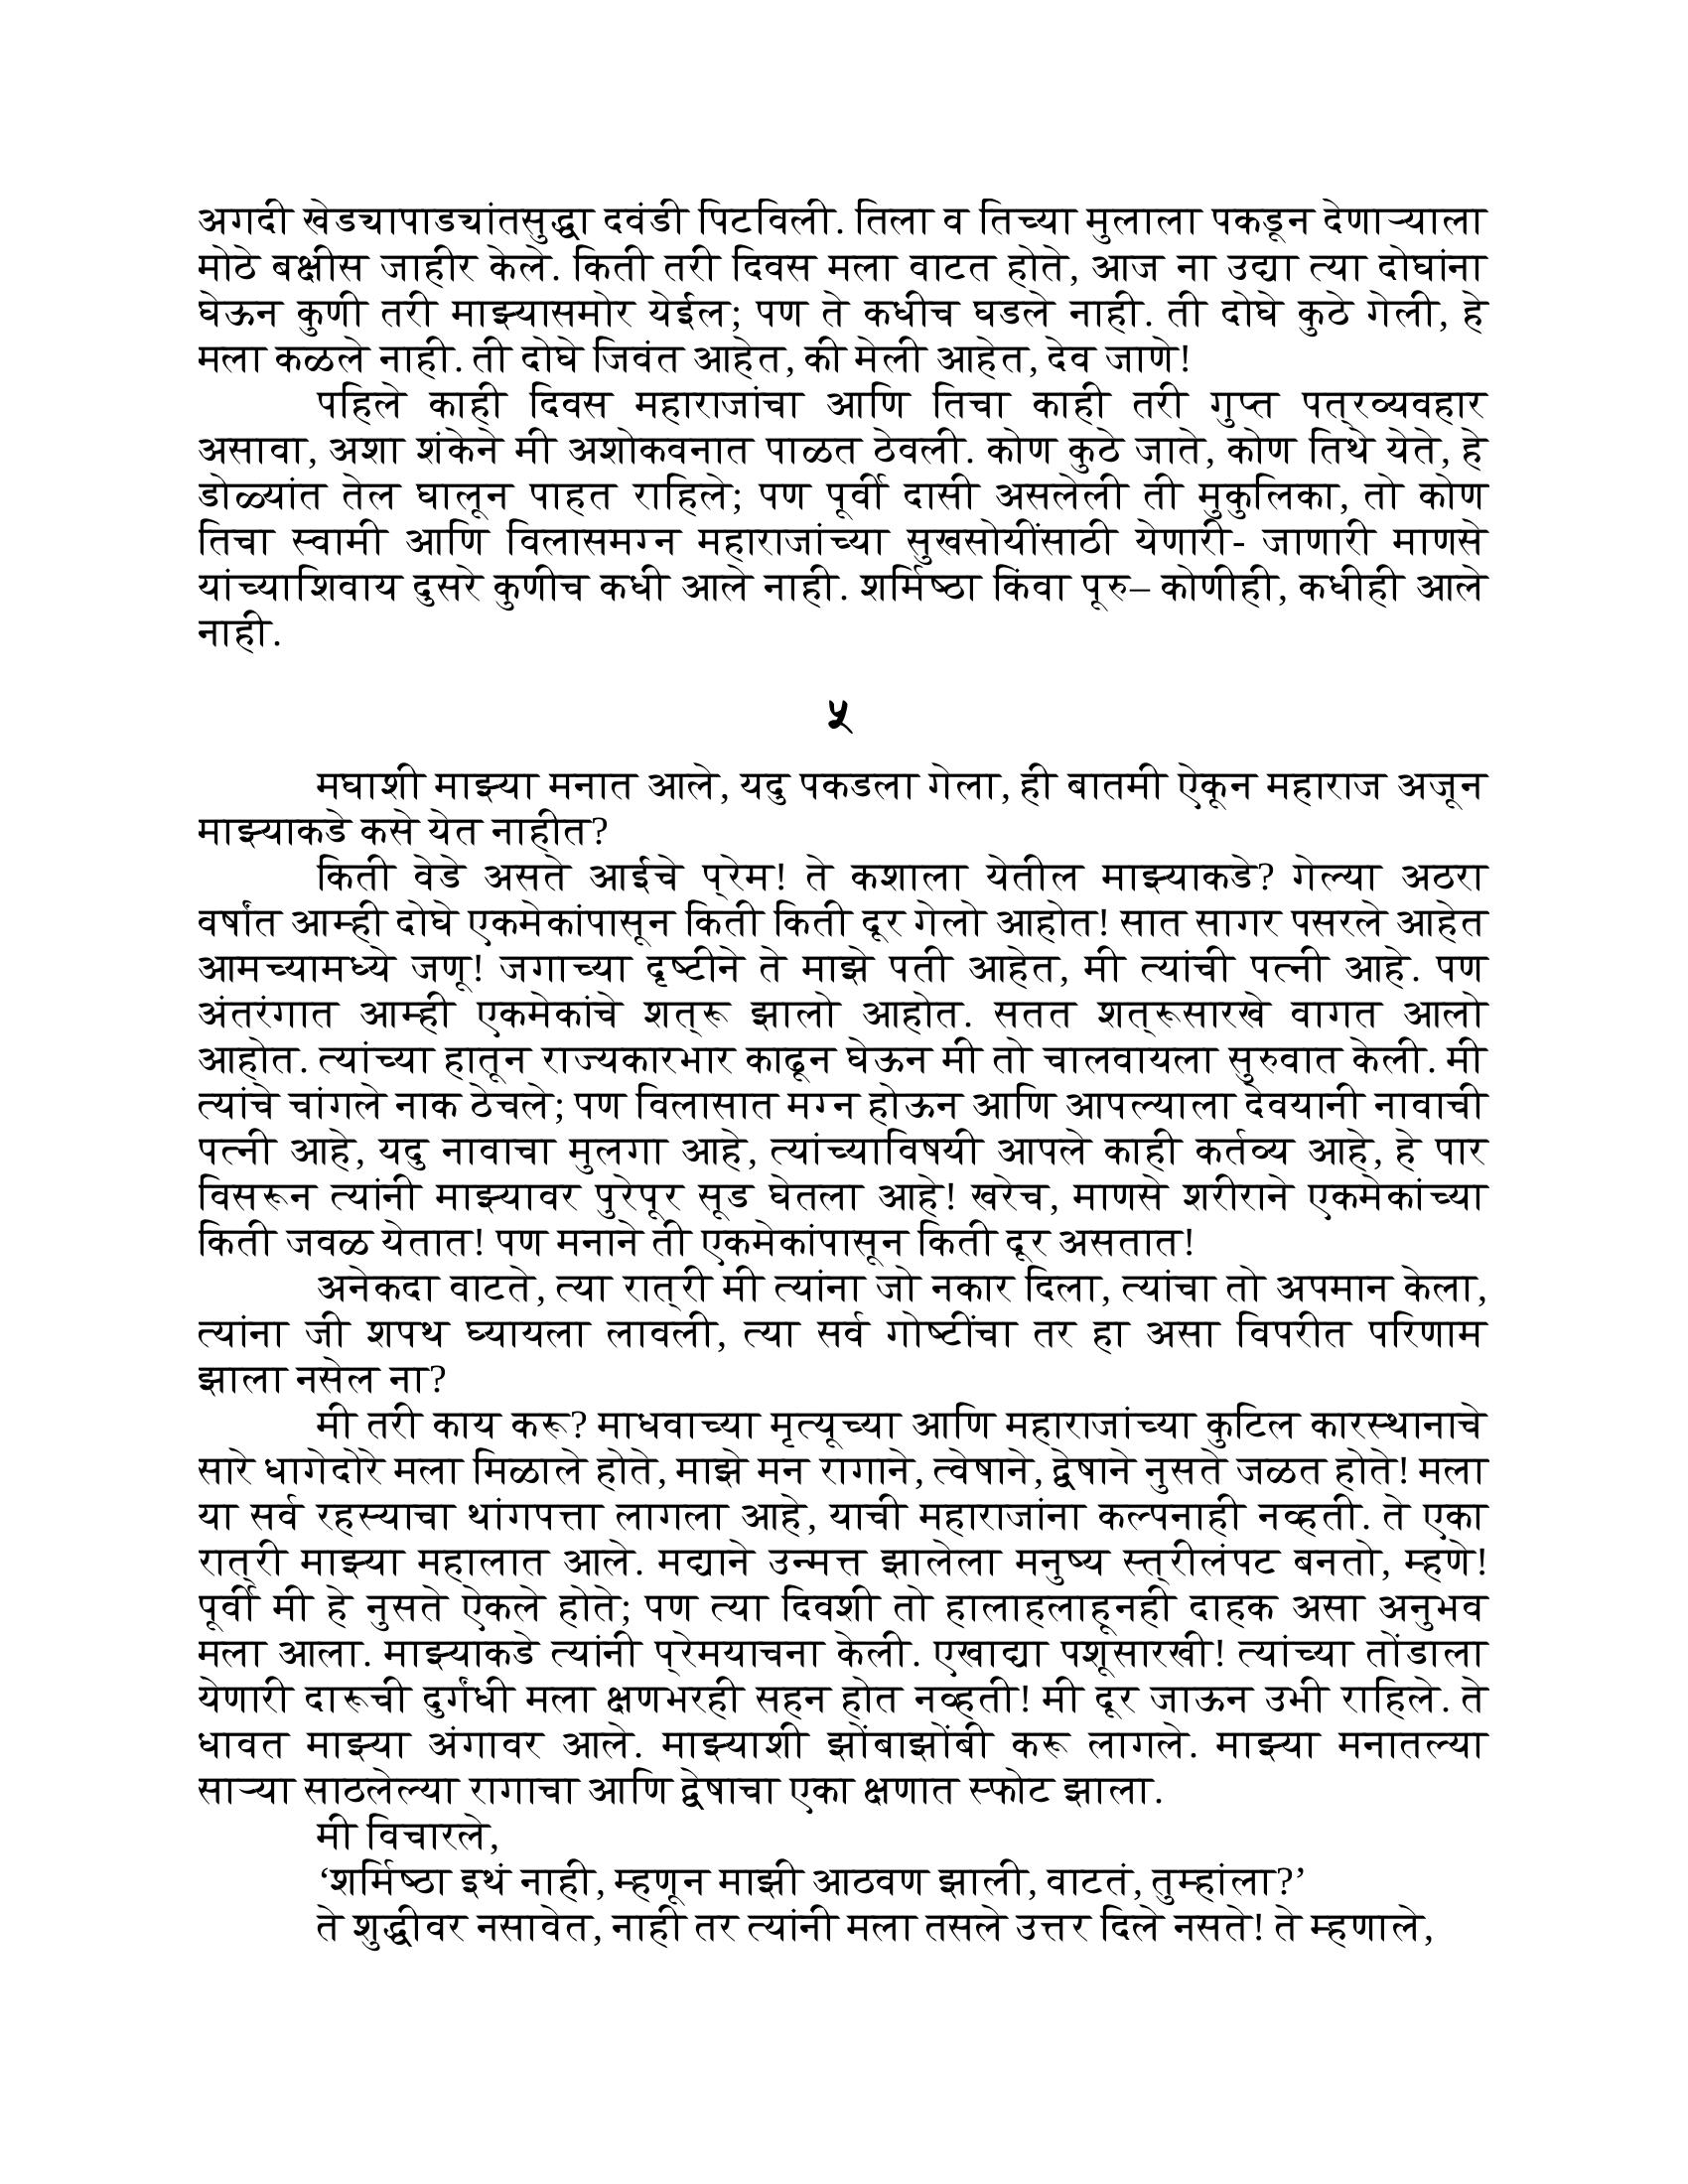 अगदी खेड्यापाड्यांतसुद्धा दवंडी पिटविली. तिला व तिच्या मुलाला पकडून देणाऱ्याला
मोठे बक्षीस जाहीर केले. किती तरी दिवस मला वाटत होते, आज ना उद्या त्या दोघांना
घेऊन कुणी तरी माझ्यासमोर येईल; पण ते कधीच घडले नाही. ती दोघे कुठे गेली, हे
मला कळले नाही. ती दोघे जिवंत आहेत, की मेली आहेत, देव जाणे!
पहिले काही दिवस महाराजांचा आणि तिचा काही तरी गुप्त पत्रव्यवहार
असावा, अशा शंकेने मी अशोकवनात पाळत ठेवली. कोण कुठे जाते, कोण तिथे येते, हे
डोळ्यांत तेल घालून पाहत राहिले; पण पूर्वी दासी असलेली ती मुकुलिका, तो कोण
तिचा स्वामी आणि विलासमग्न महाराजांच्या सुखसोयींसाठी येणारी- जाणारी माणसे
यांच्याशिवाय दुसरे कुणीच कधी आले नाही. शर्मिष्ठा किंवा पूरु– कोणीही, कधीही आले
नाही.
५
मघाशी माझ्या मनात आले, यदु पकडला गेला, ही बातमी ऐकून महाराज अजून
माझ्याकडे कसे येत नाहीत?
किती वेडे असते आईचे प्रेम! ते कशाला येतील माझ्याकडे? गेल्या अठरा
वर्षांत आम्ही दोघे एकमेकांपासून किती किती दूर गेलो आहोत! सात सागर पसरले आहेत
आमच्यामध्ये जणू! जगाच्या दृष्टीने ते माझे पती आहेत, मी त्यांची पत्नी आहे. पण
अंतरंगात आम्ही एकमेकांचे शत्रू झालो आहोत. सतत शत्रूसारखे वागत आलो
आहोत. त्यांच्या हातून राज्यकारभार काढून घेऊन मी तो चालवायला सुरुवात केली. मी
त्यांचे चांगले नाक ठेचले; पण विलासात मग्न होऊन आणि आपल्याला देवयानी नावाची
पत्नी आहे, यदु नावाचा मुलगा आहे, त्यांच्याविषयी आपले काही कर्तव्य आहे, हे पार
विसरून त्यांनी माझ्यावर पुरेपूर सूड घेतला आहे! खरेच, माणसे शरीराने एकमेकांच्या
किती जवळ येतात! पण मनाने ती एकमेकांपासून किती दूर असतात!
अनेकदा वाटते, त्या रात्री मी त्यांना जो नकार दिला, त्यांचा तो अपमान केला,
त्यांना जी शपथ घ्यायला लावली, त्या सर्व गोष्टींचा तर हा असा विपरीत परिणाम
झाला नसेल ना?
मी तरी काय करू? माधवाच्या मृत्यूच्या आणि महाराजांच्या कुटिल कारस्थानाचे
सारे धागेदोरे मला मिळाले होते, माझे मन रागाने, त्वेषाने, द्वेषाने नुसते जळत होते! मला
या सर्व रहस्याचा थांगपत्ता लागला आहे, याची महाराजांना कल्पनाही नव्हती. ते एका
रात्री माझ्या महालात आले. मद्याने उन्मत्त झालेला मनुष्य स्त्रीलंपट बनतो, म्हणे!
पूर्वी मी हे नुसते ऐकले होते; पण त्या दिवशी तो हालाहलाहूनही दाहक असा अनुभव
मला आला. माझ्याकडे त्यांनी प्रेमयाचना केली. एखाद्या पशूसारखी! त्यांच्या तोंडाला
येणारी दारूची दुर्गंधी मला क्षणभरही सहन होत नव्हती! मी दूर जाऊन उभी राहिले. ते
धावत माझ्या अंगावर आले. माझ्याशी झोंबाझोंबी करू लागले. माझ्या मनातल्या
साऱ्या साठलेल्या रागाचा आणि द्वेषाचा एका क्षणात स्फोट झाला.
मी विचारले,
‘शर्मिष्ठा इथं नाही, म्हणून माझी आठवण झाली, वाटतं, तुम्हांला?’
ते शुद्धीवर नसावेत, नाही तर त्यांनी मला तसले उत्तर दिले नसते! ते म्हणाले,